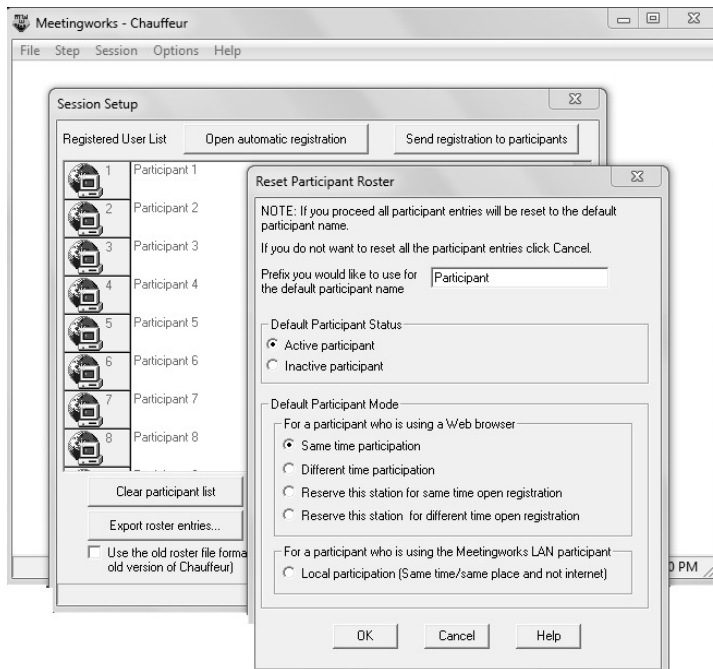 Meetingworks - Chauffeur
File Step Session Options Help
Session Setup
Registered User List
Open automatic registration
Send registration to participants
1 Participant 1
2 Participant 2
3 Participant 3
4 Participant 4
5 Participant 5
6 Participant 6
7 Participant 7
8 Participant 8
Clear participant list
Export roster entries...
Use the old roster file forma
old version of Chauffeur)
0 PM
Reset Participant Roster
NOTE: If you proceed all participant entries will be reset to the default
participant name.
If you do not want to reset all the participant entries click Cancel.
Prefix you would like to use for
the default participant name
Participant
Default Participant Status
Active participant
Inactive participant
Default Participant Mode
For a participant who is using a Web browser
Same time participation
Different time participation
Reserve this station for same time open registration
Reserve this station for different time open registration
For a participant who is using the Meetingworks LAN participant
Local participation (Same time/same place and not internet)
OK
Cancel
Help